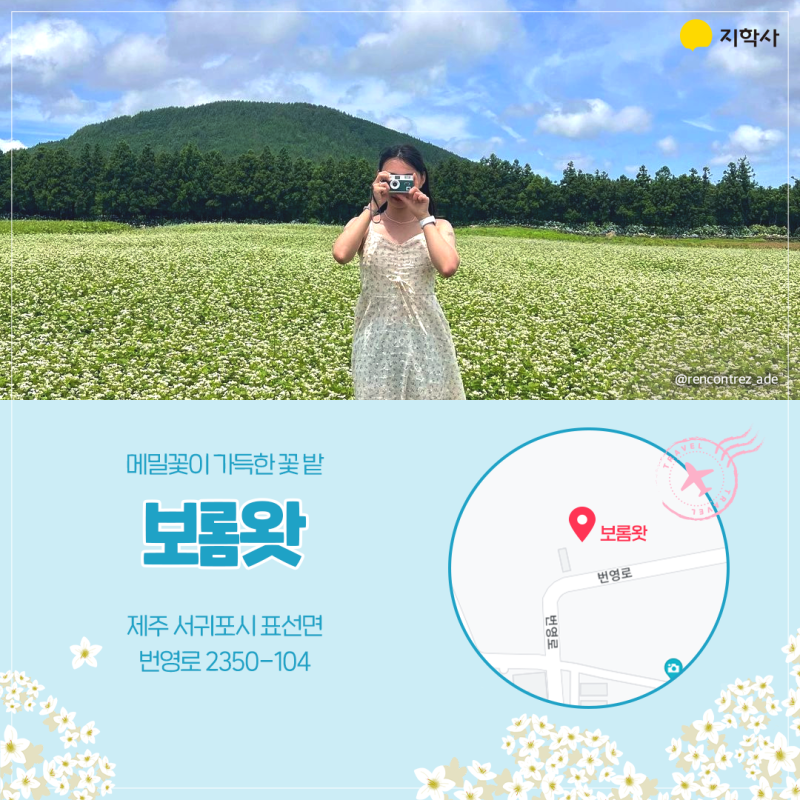 지학사
@rencontrez_ade
메밀꽃이 가득한 꽃 밭
보롬왓
제주 서귀포시 표선면
번영로 2350-104
TRAVEL
TRAVEL
보롬왓
번영로
번영로